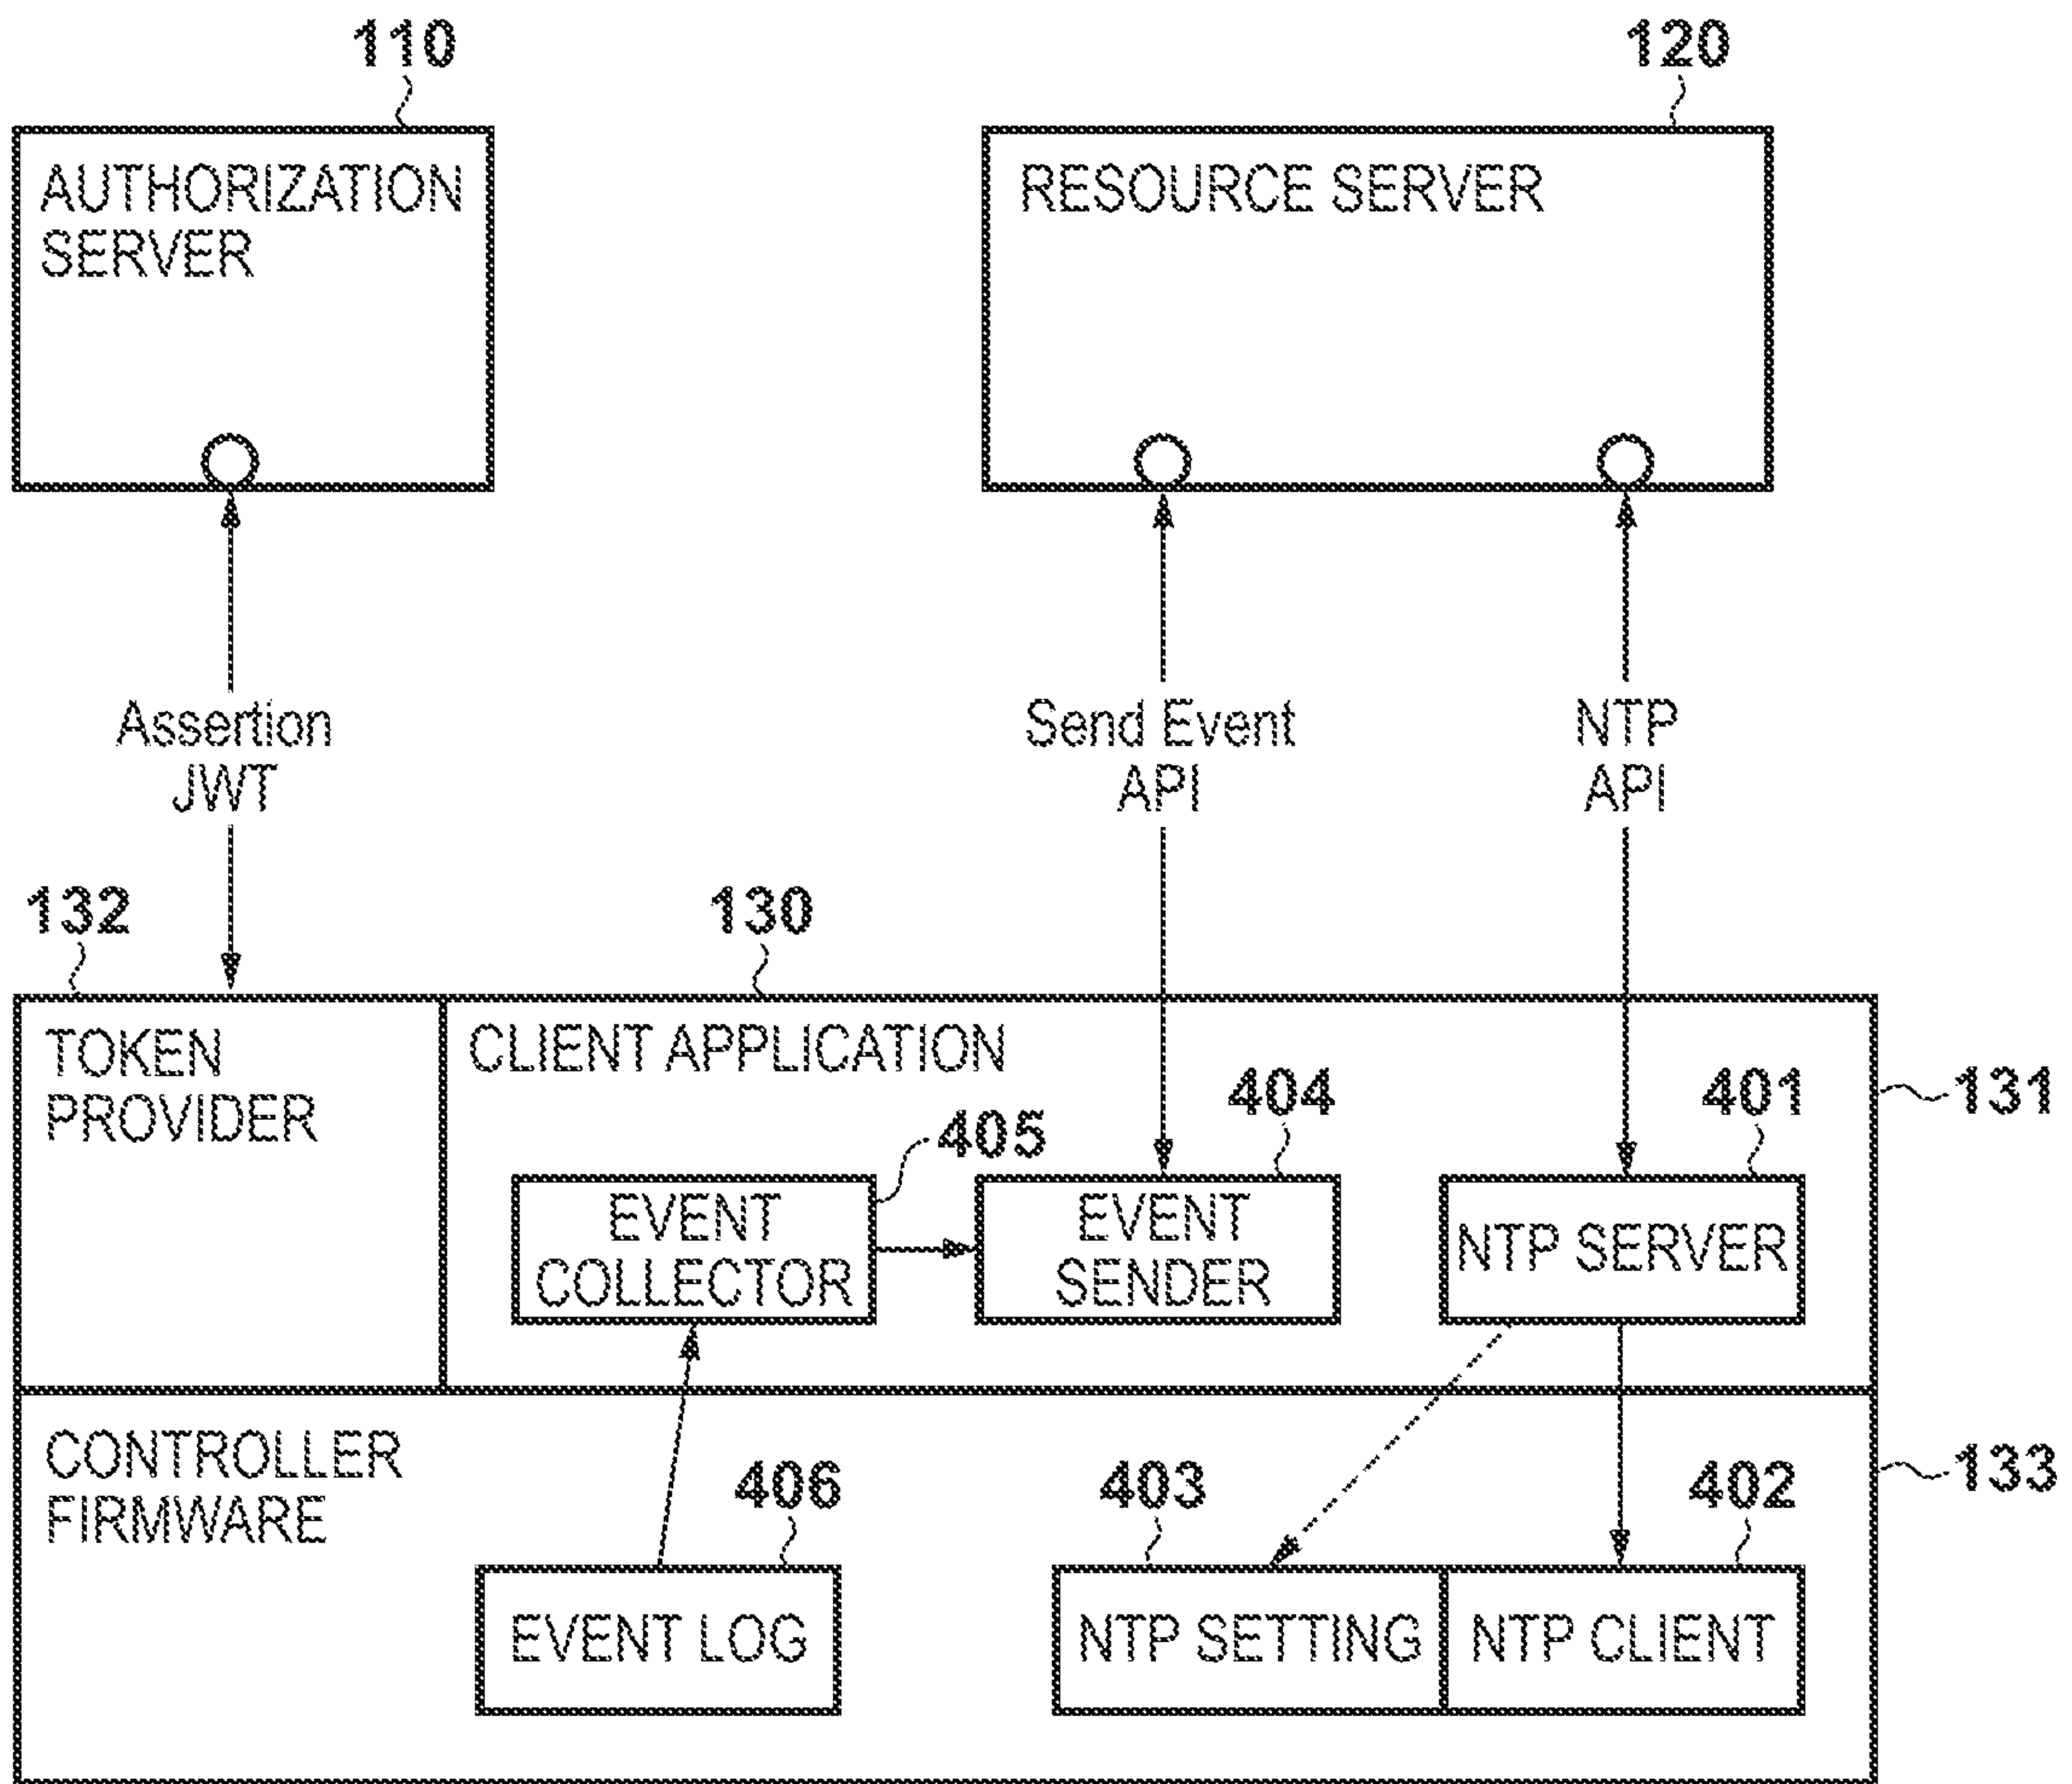 110
120
AUTHORIZATION
SERVER
RESOURCE SERVER
Assertion
JWT
Send Event
API
NTP
API
132
130
TOKEN
PROVIDER
CLIENT APPLICATION
404
401
131
405
EVENT
COLLECTOR
EVENT
SENDER
NTP SERVER
CONTROLLER
FIRMWARE
133
406
403
402
EVENT LOG
NTP SETTING
NTP CLIENT